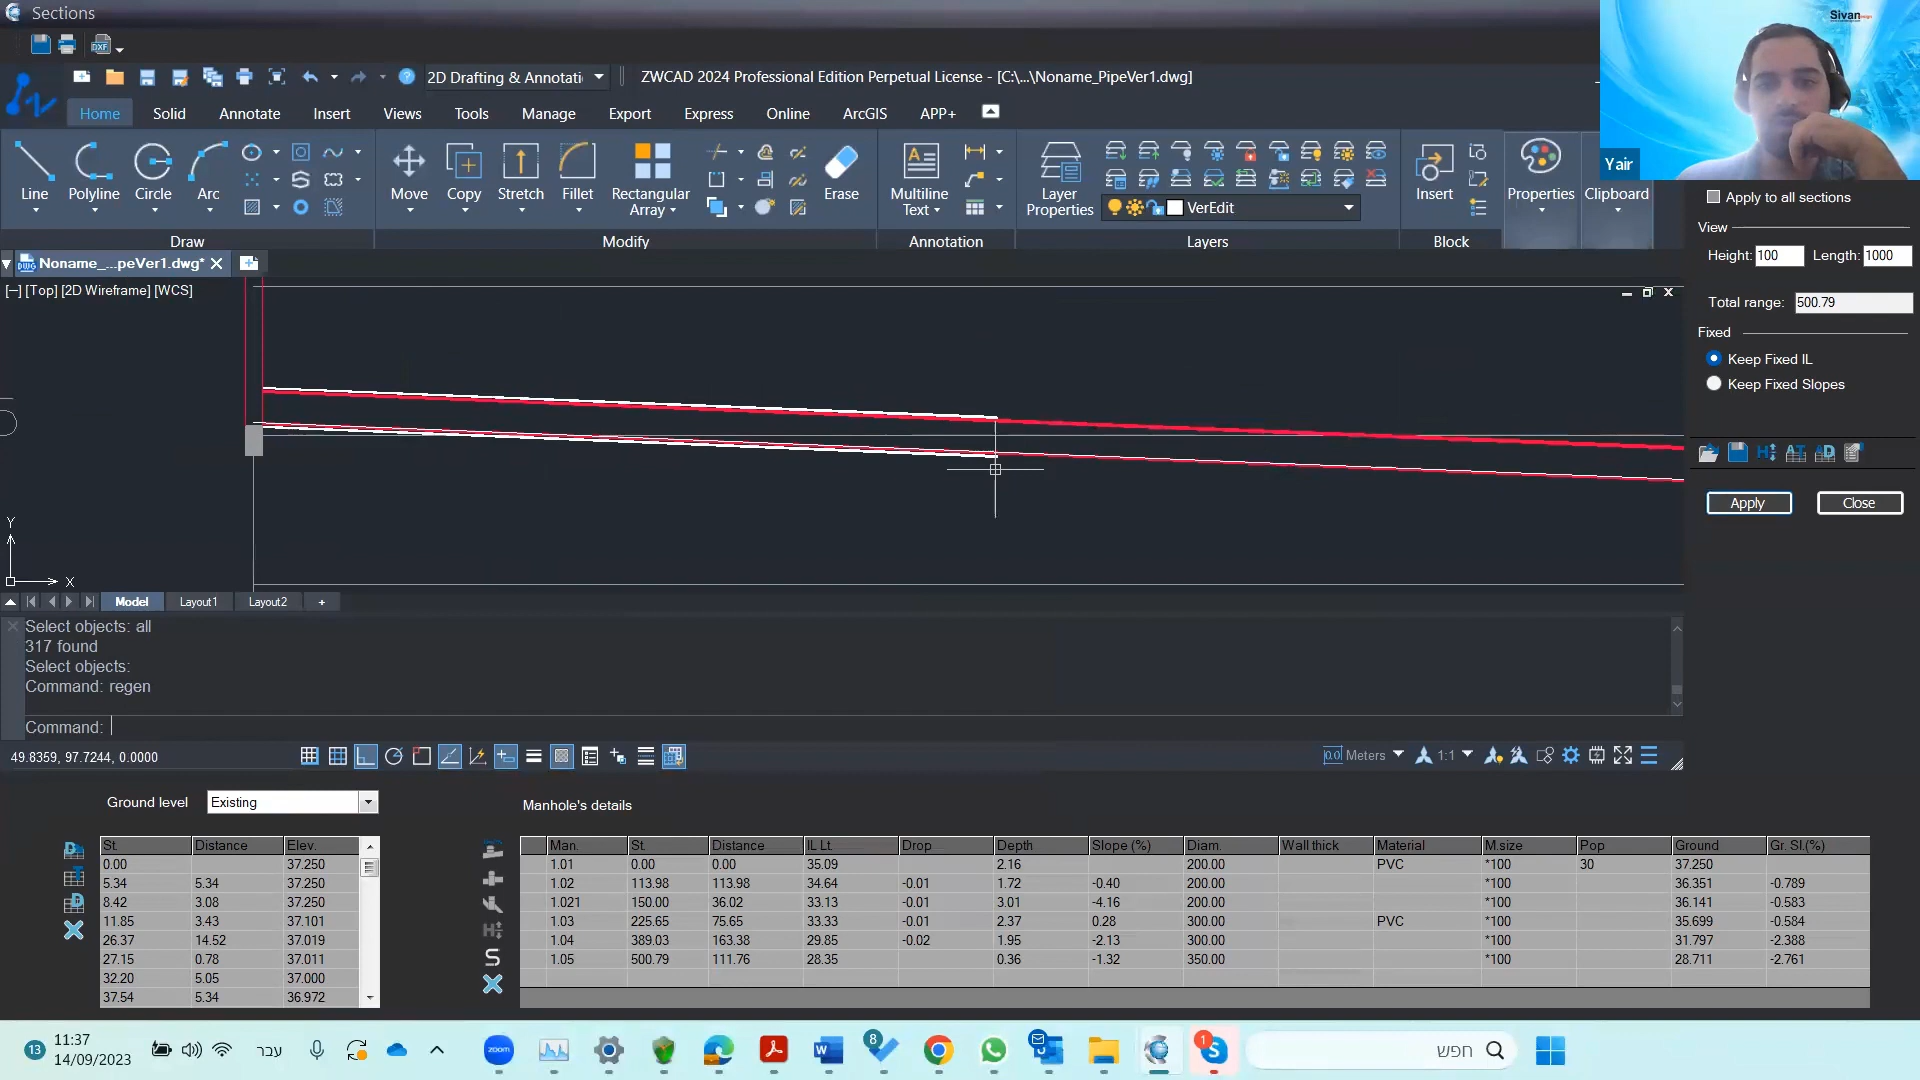 Sections
Sivan
DXF
2D Drafting & Annotati
ZWCAD 2024 Professional Edition Perpetual License - [C:\...\Noname_PipeVer1.dwg]
Home Solid Annotate Insert Views Tools Manage Export Express Online ArcGIS APP+
Yair
Line Polyline Circle Arc Move Copy Stretch Fillet Rectangular Array Erase Multiline Text Layer Properties VerEdit Insert Properties Clipboard
Draw Modify Annotation Layers Block
Apply to all sections
View
Height: 100 Length: 1000
Total range: 500.79
Fixed
Keep Fixed IL
Keep Fixed Slopes
Apply Close
Noname_...peVer1.dwg*
[−] [Top] [2D Wireframe] [WCS]
Y
X
Model Layout1 Layout2 +
Select objects: all
317 found
Select objects:
Command: regen
Command:
49.8359, 97.7244, 0.0000
0.0 Meters 1:1
Ground level Existing
St. Distance Elev.
0.00 37.250
5.34 5.34 37.250
8.42 3.08 37.250
11.85 3.43 37.101
26.37 14.52 37.019
27.15 0.78 37.011
32.20 5.05 37.000
37.54 5.34 36.972
Manhole's details
Man. St. Distance IL Lt. Drop Depth Slope (%) Diam. Wall thick Material M.size Pop Ground Gr. Sl.(%)
1.01 0.00 0.00 35.09 2.16 200.00 PVC *100 30 37.250
1.02 113.98 113.98 34.64 -0.01 1.72 -0.40 200.00 *100 36.351 -0.789
1.021 150.00 36.02 33.13 -0.01 3.01 -4.16 200.00 *100 36.141 -0.583
1.03 225.65 75.65 33.33 -0.01 2.37 0.28 300.00 PVC *100 35.699 -0.584
1.04 389.03 163.38 29.85 -0.02 1.95 -2.13 300.00 *100 31.797 -2.388
1.05 500.79 111.76 28.35 0.36 -1.32 350.00 *100 28.711 -2.761
13
11:37
14/09/2023
עבר
zoom
8
1
חפש